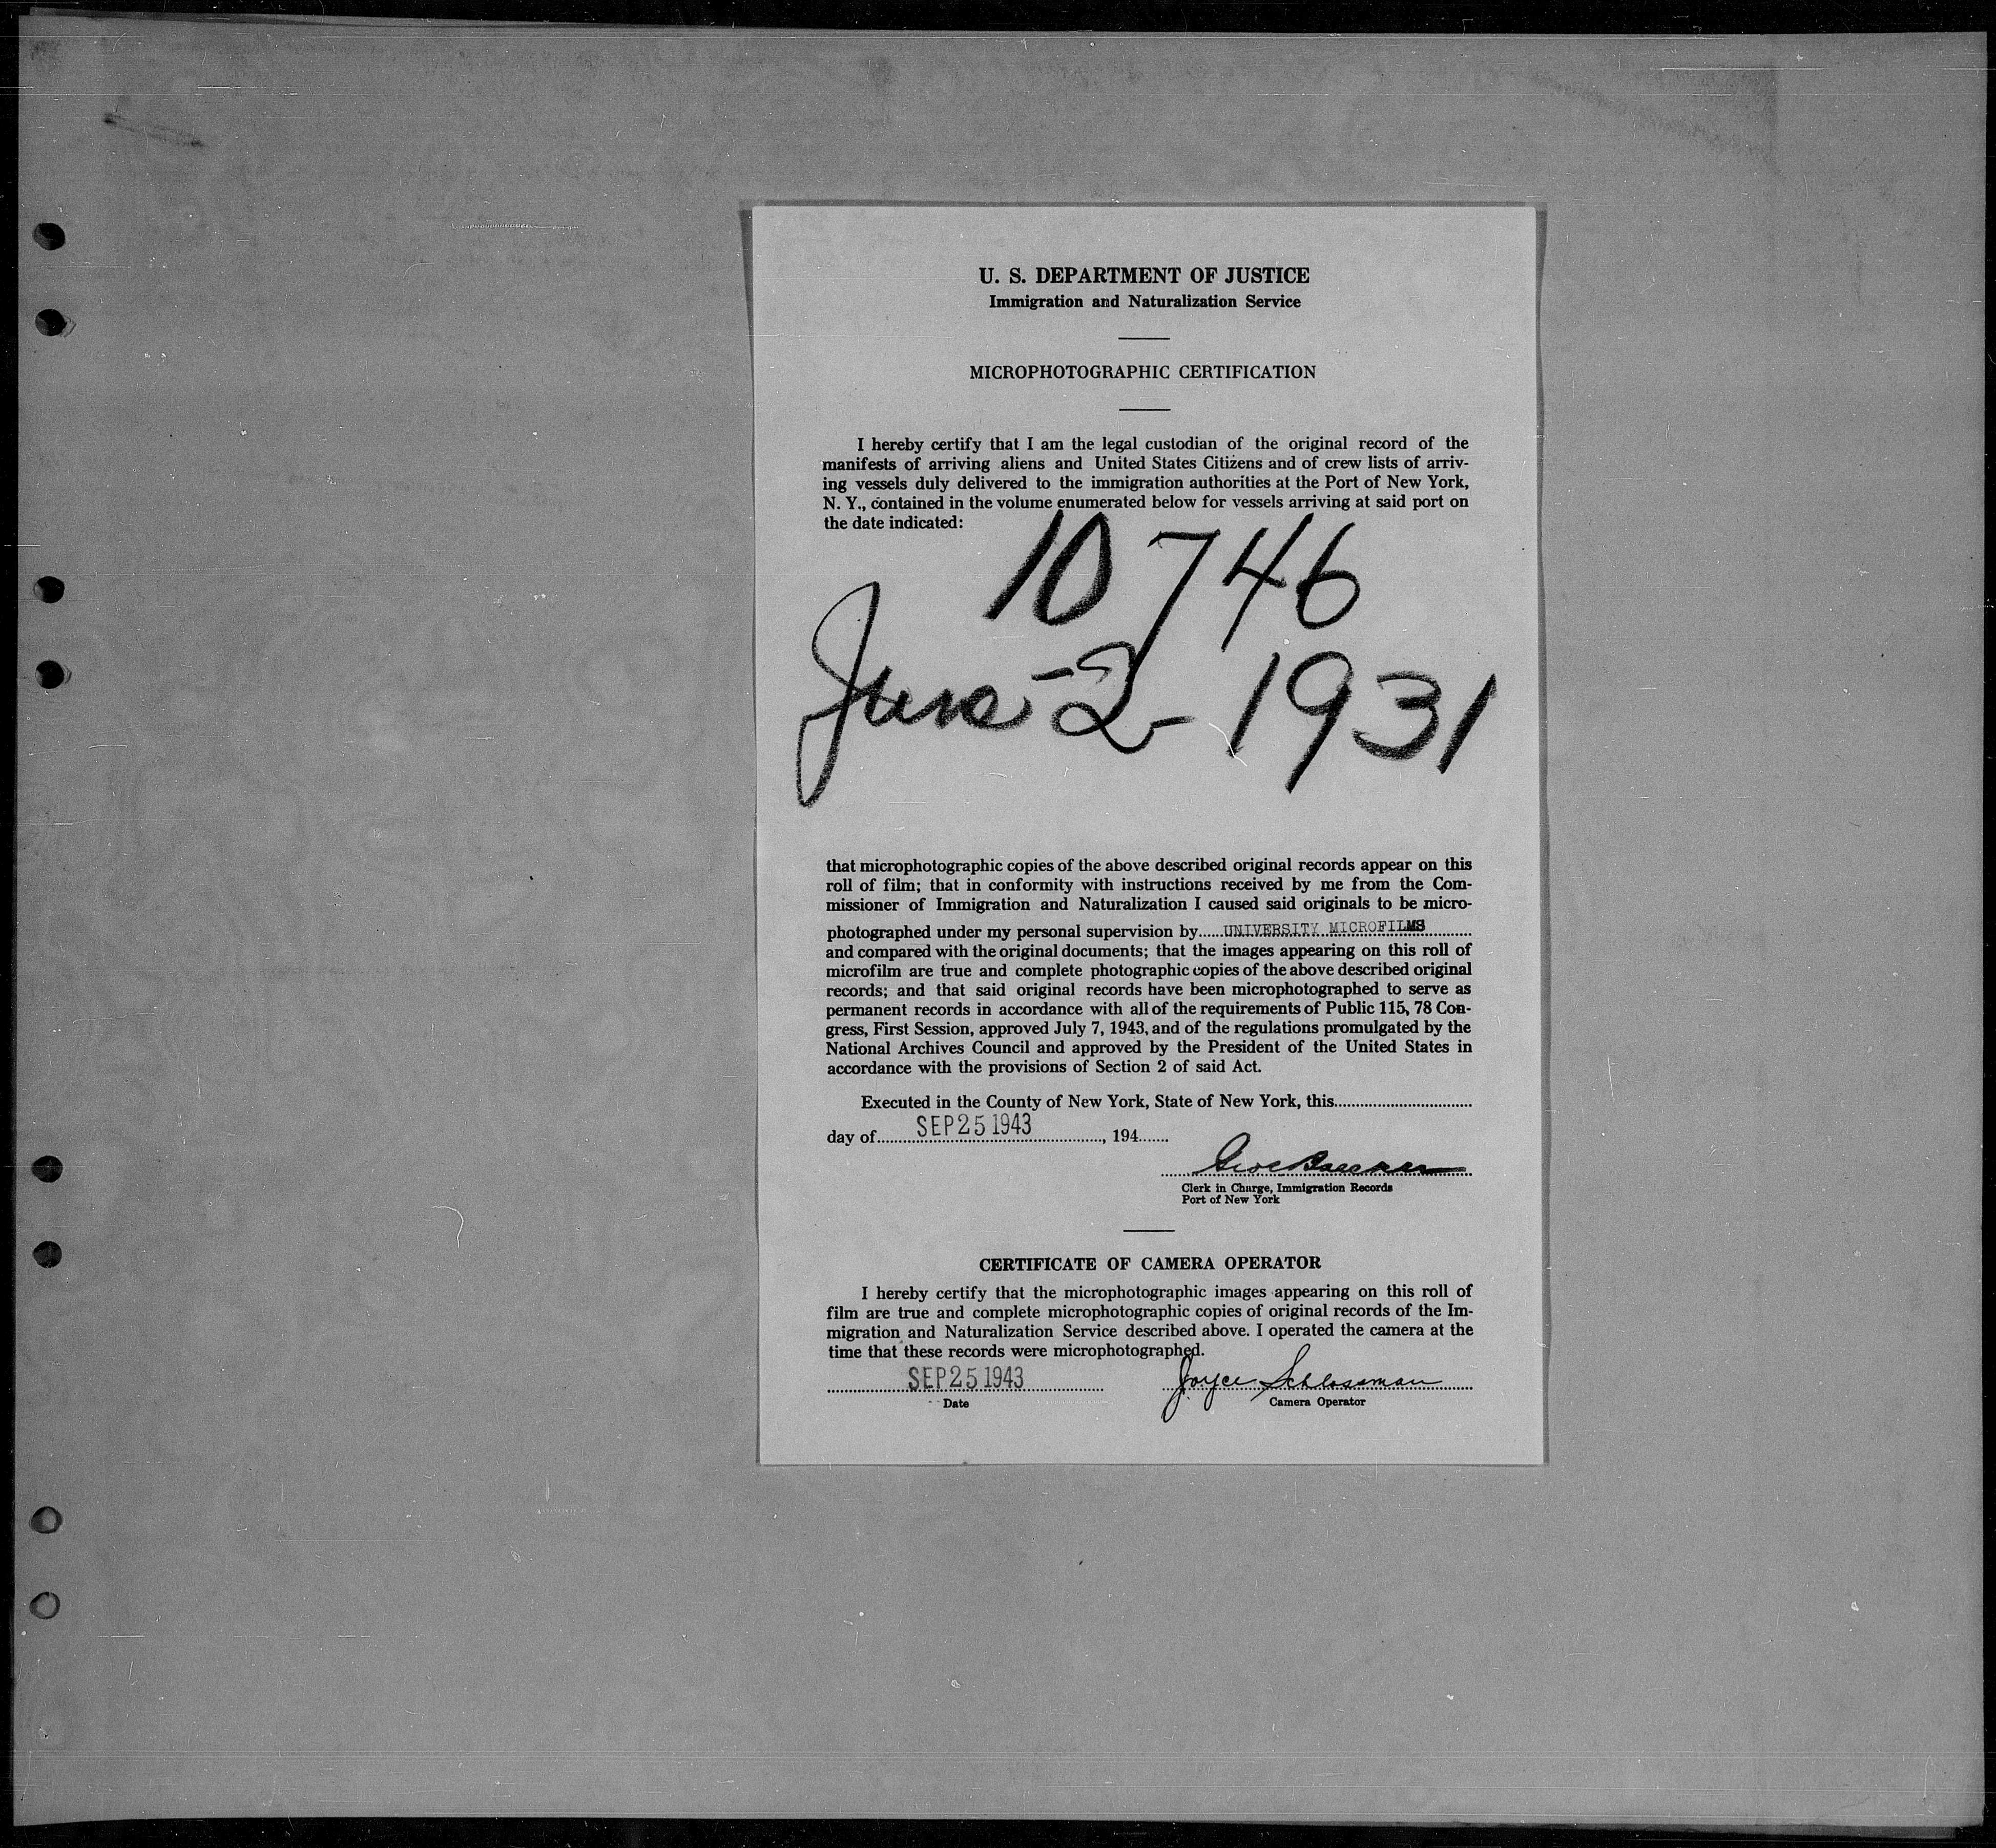 U. S. DEPARTMENT OF JUSTICE
Immigration and Naturalization Service
MICROPHOTOGRAPHIC CERTIFICATION
I hereby certify that I am the legal custodian of the original record of the
manifests of arriving aliens and United States Citizens and of crew lists of arriv-
ing vessels duly delivered to the immigration authorities at the Port of New York,
N. Y., contained in the volume enumerated below for vessels arriving at said port on
the date indicated:
10746
June-2-1931
that microphotographic copies of the above described original records appear on this
roll of film; that in conformity with instructions received by me from the Com-
missioner of Immigration and Naturalization I caused said originals to be micro-
photographed under my personal supervision by.....UNIVERSITY MICROFILMS
and compared with the original documents; that the images appearing on this roll of
microfilm are true and complete photographic copies of the above described original
records; and that said original records have been microphotographed to serve as
permanent records in accordance with all of the requirements of Public 115, 78 Con-
gress, First Session, approved July 7, 1943, and of the regulations promulgated by the
National Archives Council and approved by the President of the United States in
accordance with the provisions of Section 2 of said Act.
Executed in the County of New York, State of New York, this
day of SEP 25 1943, 194
Clerk in Charge, Immigration Records
Port of New York
CERTIFICATE OF CAMERA OPERATOR
I hereby certify that the microphotographic images appearing on this roll of
film are true and complete microphotographic copies of original records of the Im-
migration and Naturalization Service described above. I operated the camera at the
time that these records were microphotographed.
SEP 25 1943 Joyce Schlossman
Date Camera Operator